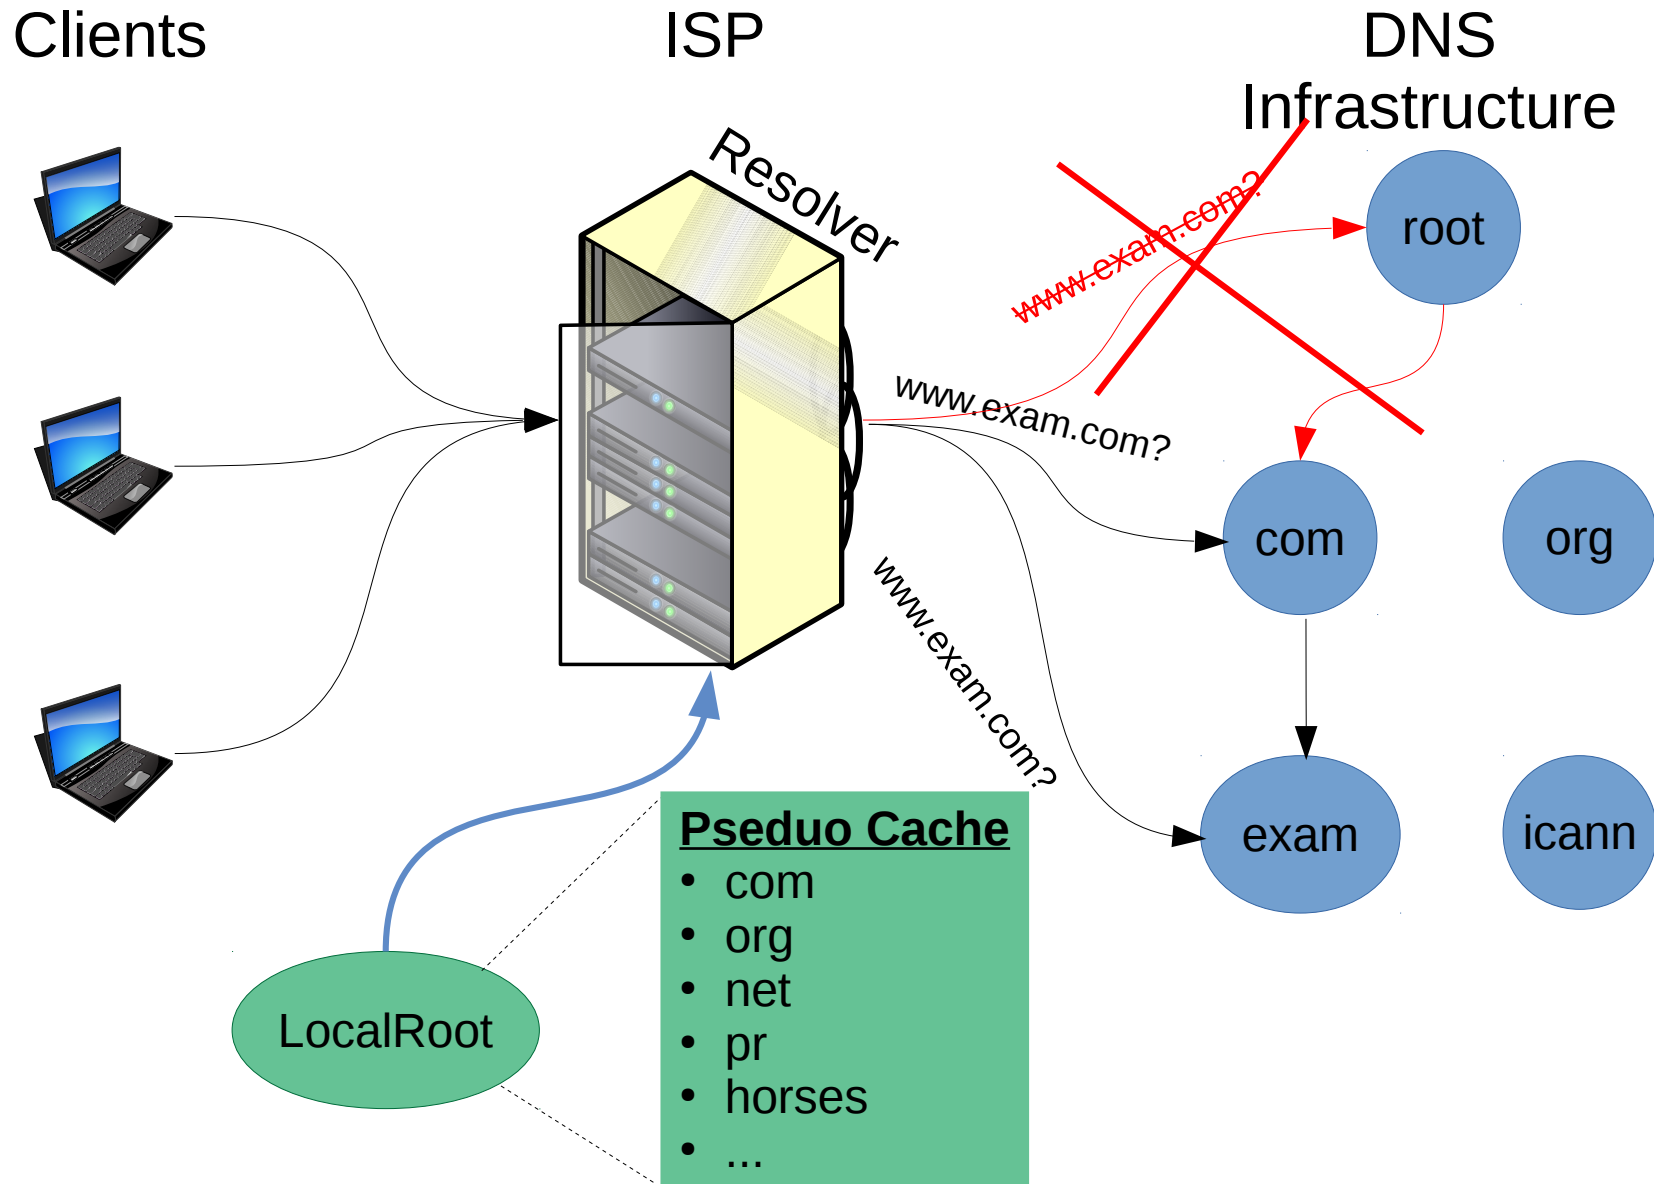 Clients
ISP
DNS
Infrastructure
Resolver
www.exam.com?
root
www.exam.com?
com
org
www.exam.com?
exam
icann
Pseduo Cache
• com
• org
• net
• pr
• horses
• ...
LocalRoot